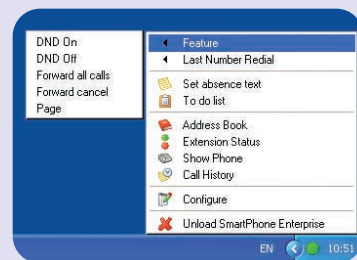 DND On
DND Off
Forward all calls
Forward cancel
Page
Feature
Last Number Redial
Set absence text
To do list
Address Book
Extension Status
Show Phone
Call History
Configure
Unload SmartPhone Enterprise
EN 10:51